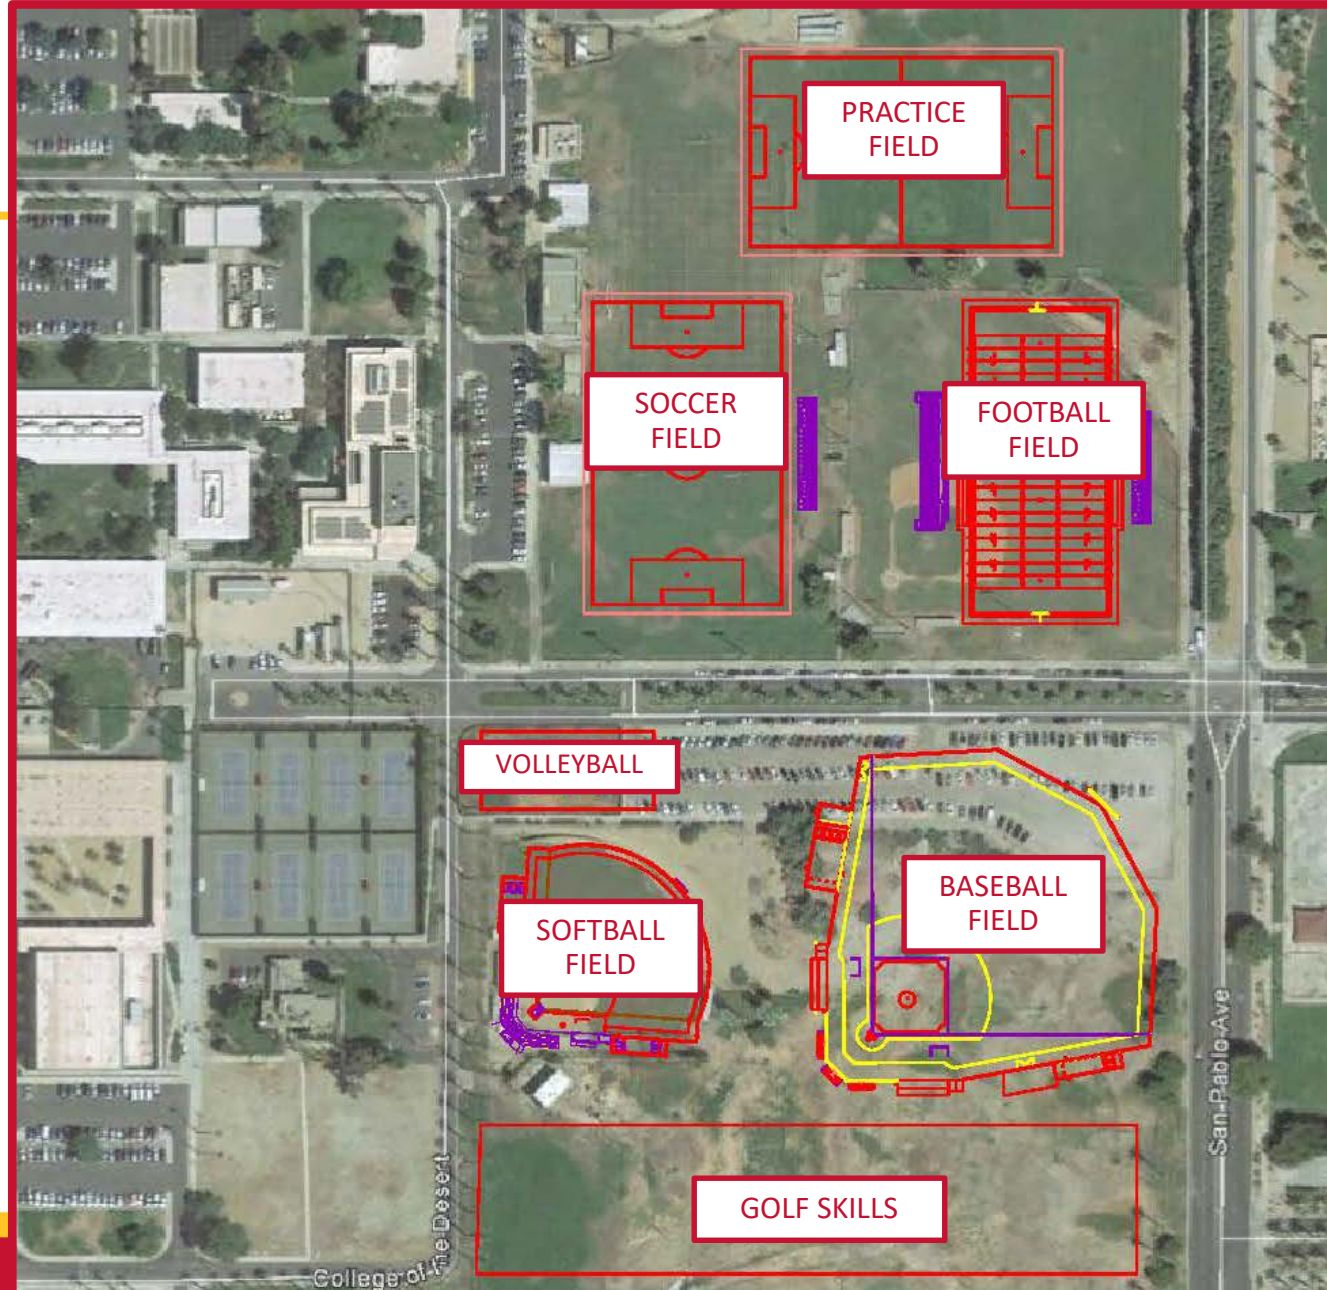 PRACTICE
FIELD
SOCCER
FIELD
FOOTBALL
FIELD
VOLLEYBALL
BASEBALL
FIELD
SOFTBALL
FIELD
San Pablo Ave
GOLF SKILLS
College of the Desert